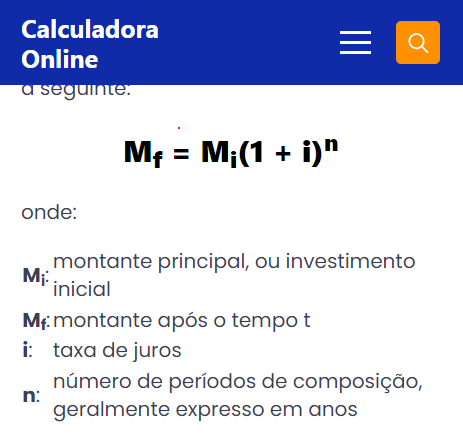 Calculadora
Online
a seguinte:
M_f = M_i(1 + i)^n
onde:
M_i: montante principal, ou investimento
inicial
M_f: montante após o tempo t
i: taxa de juros
n: número de períodos de composição,
geralmente expresso em anos